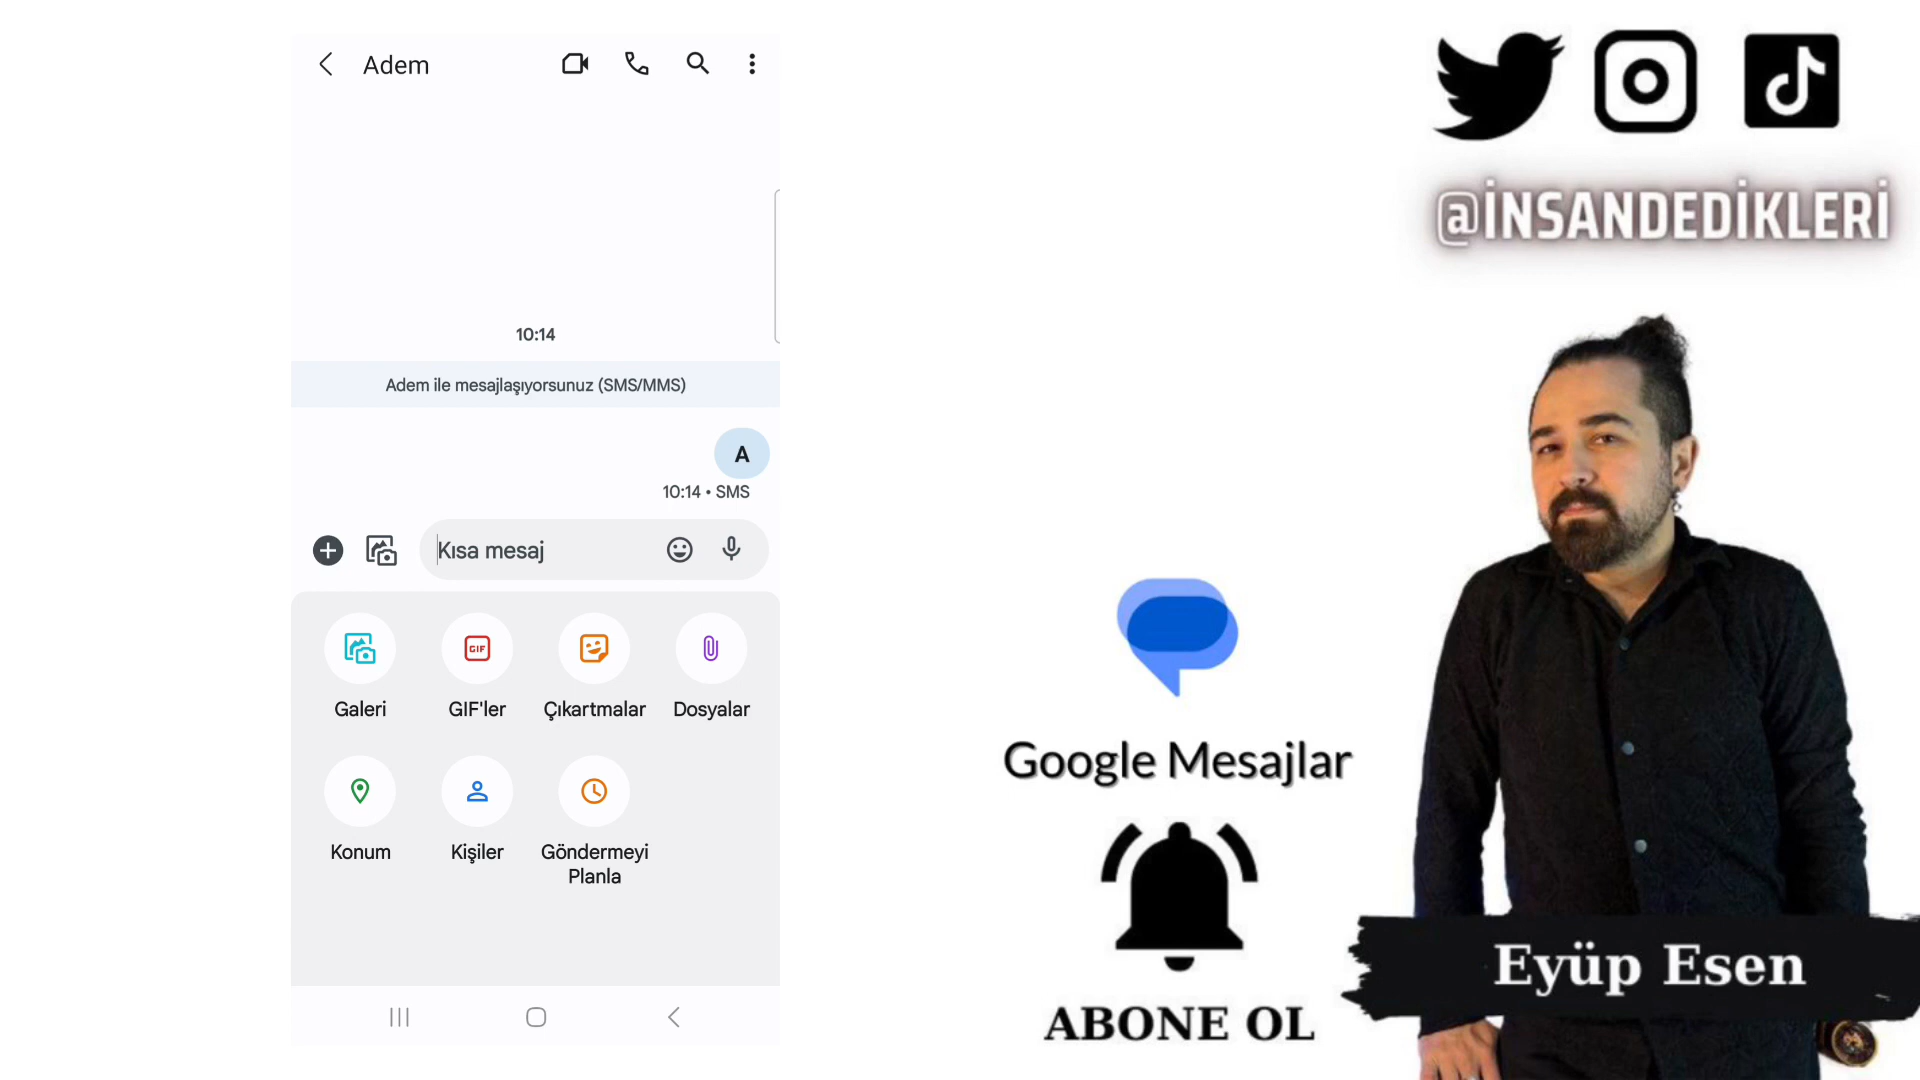 Adem
10:14
Adem ile mesajlaşıyorsunuz (SMS/MMS)
A
10:14 • SMS
Kısa mesaj
GIF
Galeri
GIF'ler
Çıkartmalar
Dosyalar
Konum
Kişiler
Göndermeyi
Planla
@İNSANDEDİKLERİ
Google Mesajlar
ABONE OL
Eyüp Esen